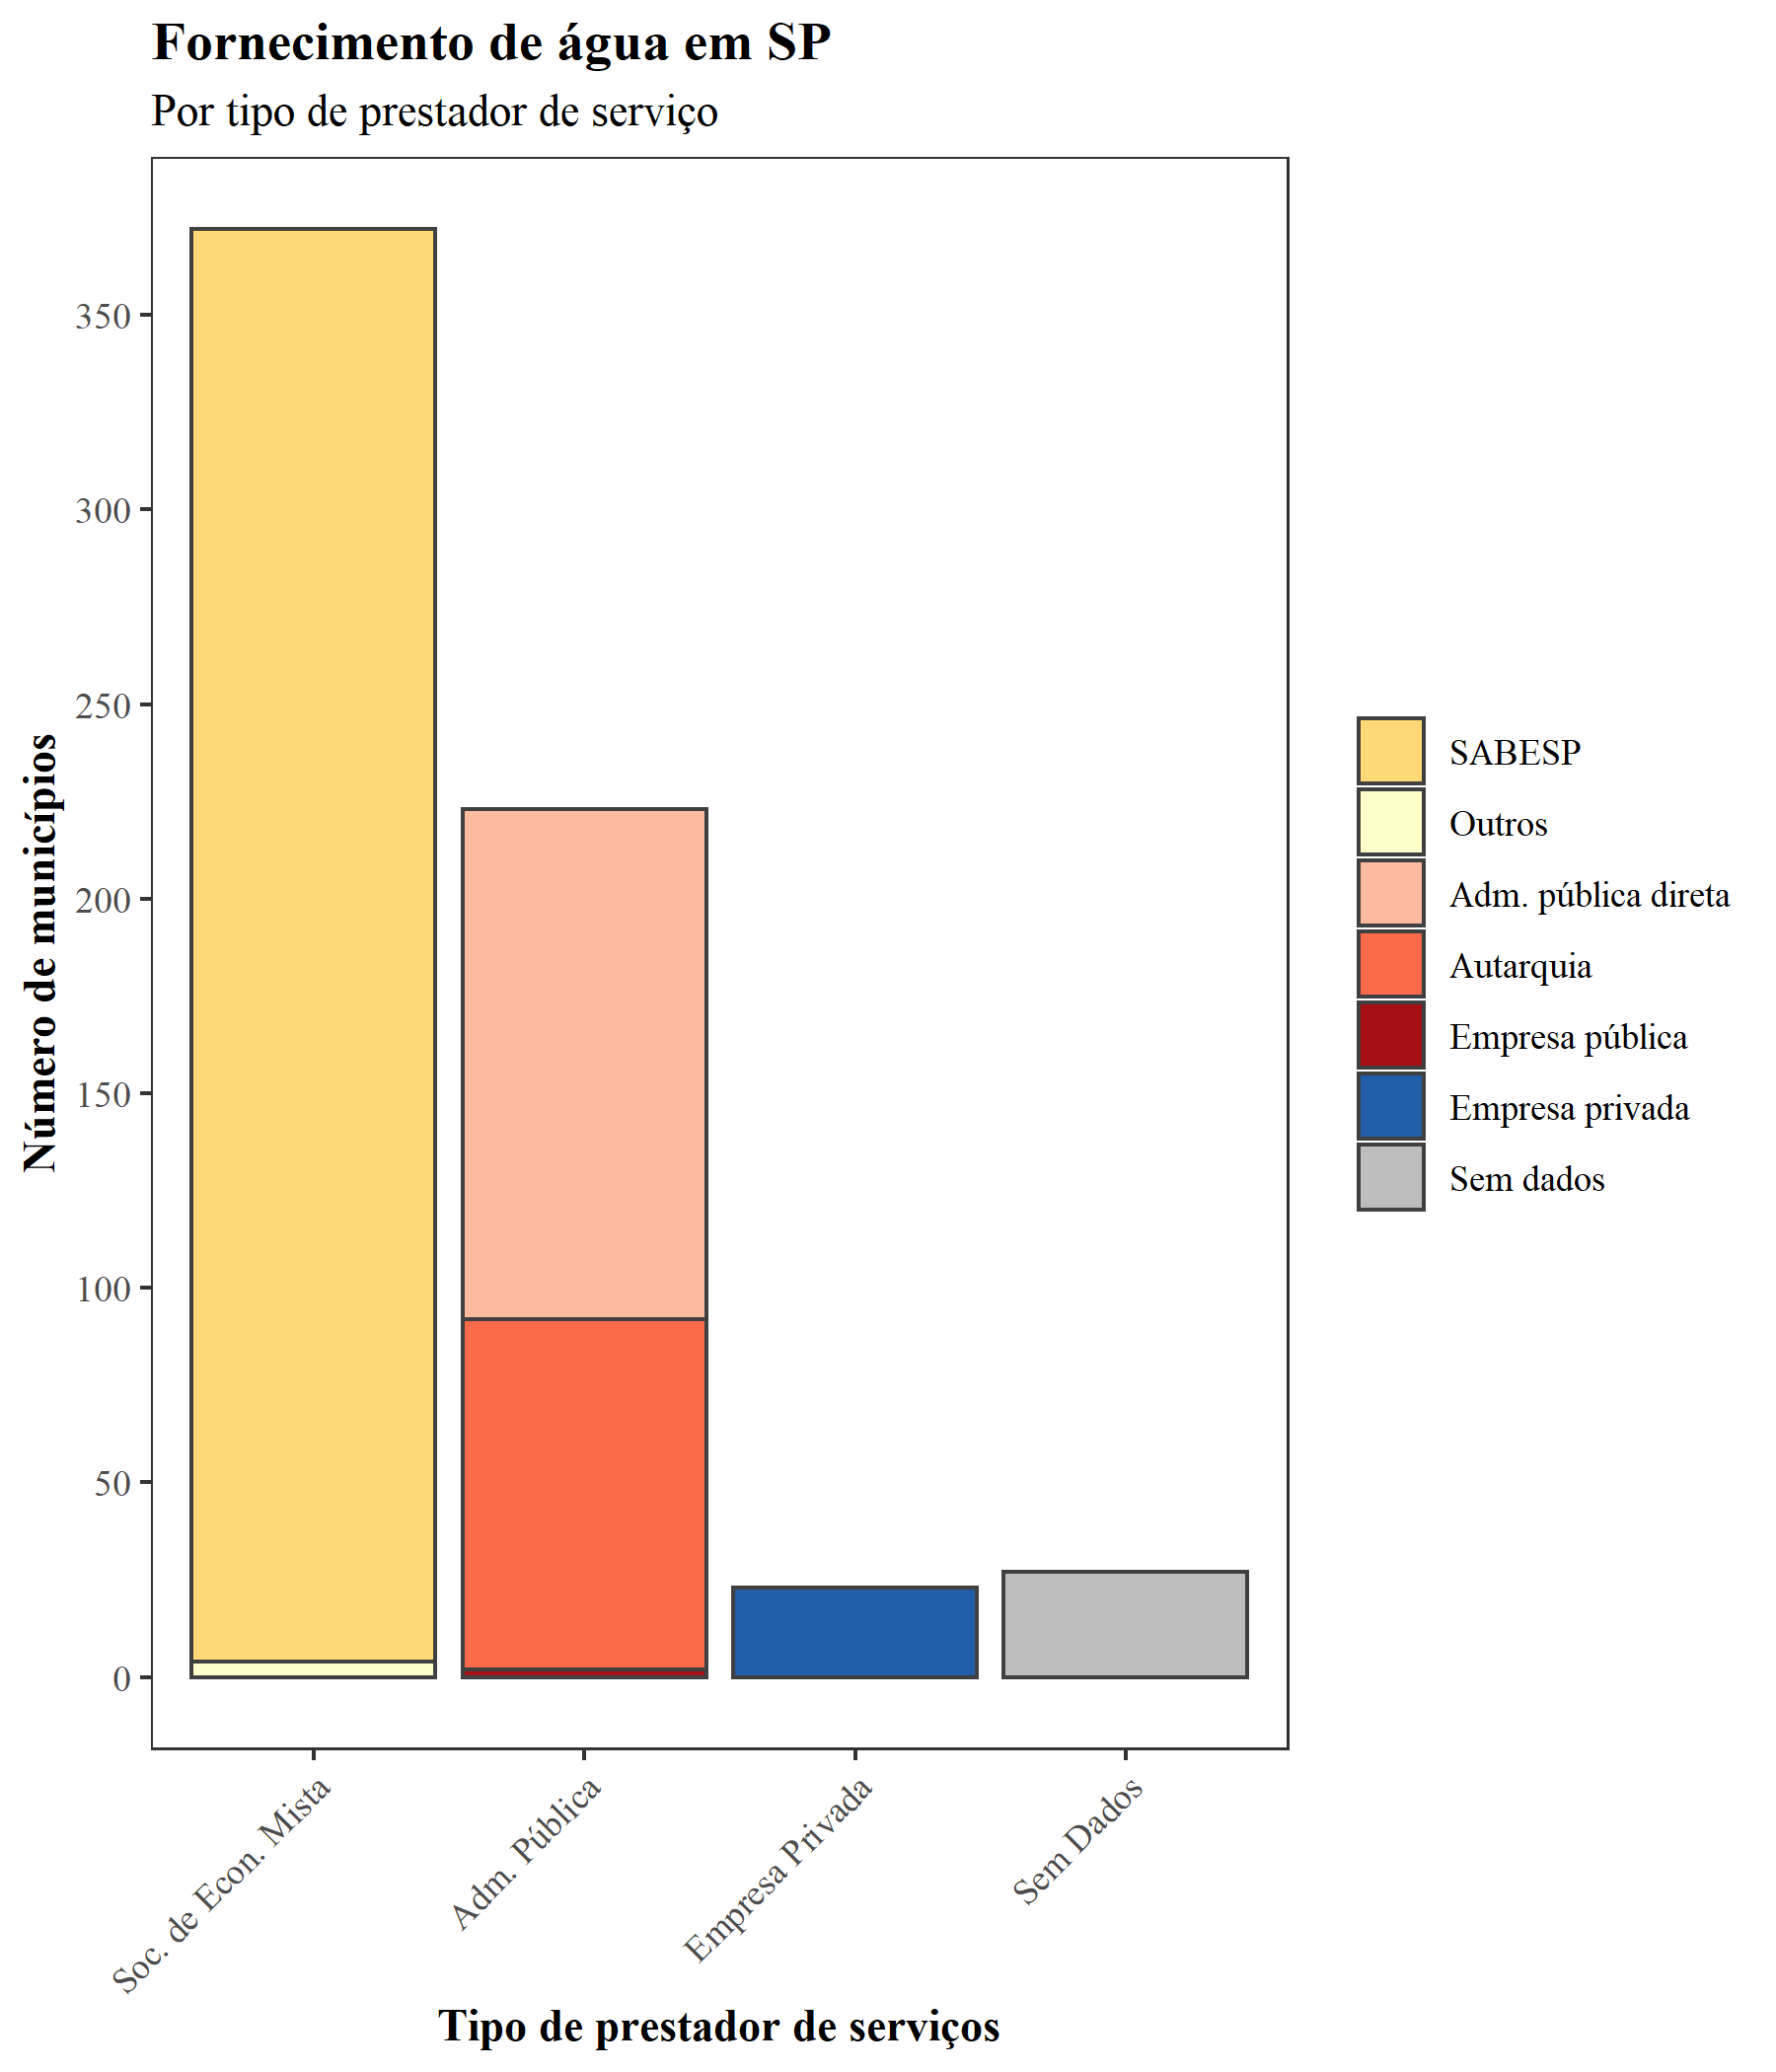 Fornecimento de água em SP
Por tipo de prestador de serviço
Número de municípios
350
300
250
200
150
100
50
0
Soc. de Econ. Mista
Adm. Pública
Empresa Privada
Sem Dados
Tipo de prestador de serviços
SABESP
Outros
Adm. pública direta
Autarquia
Empresa pública
Empresa privada
Sem dados